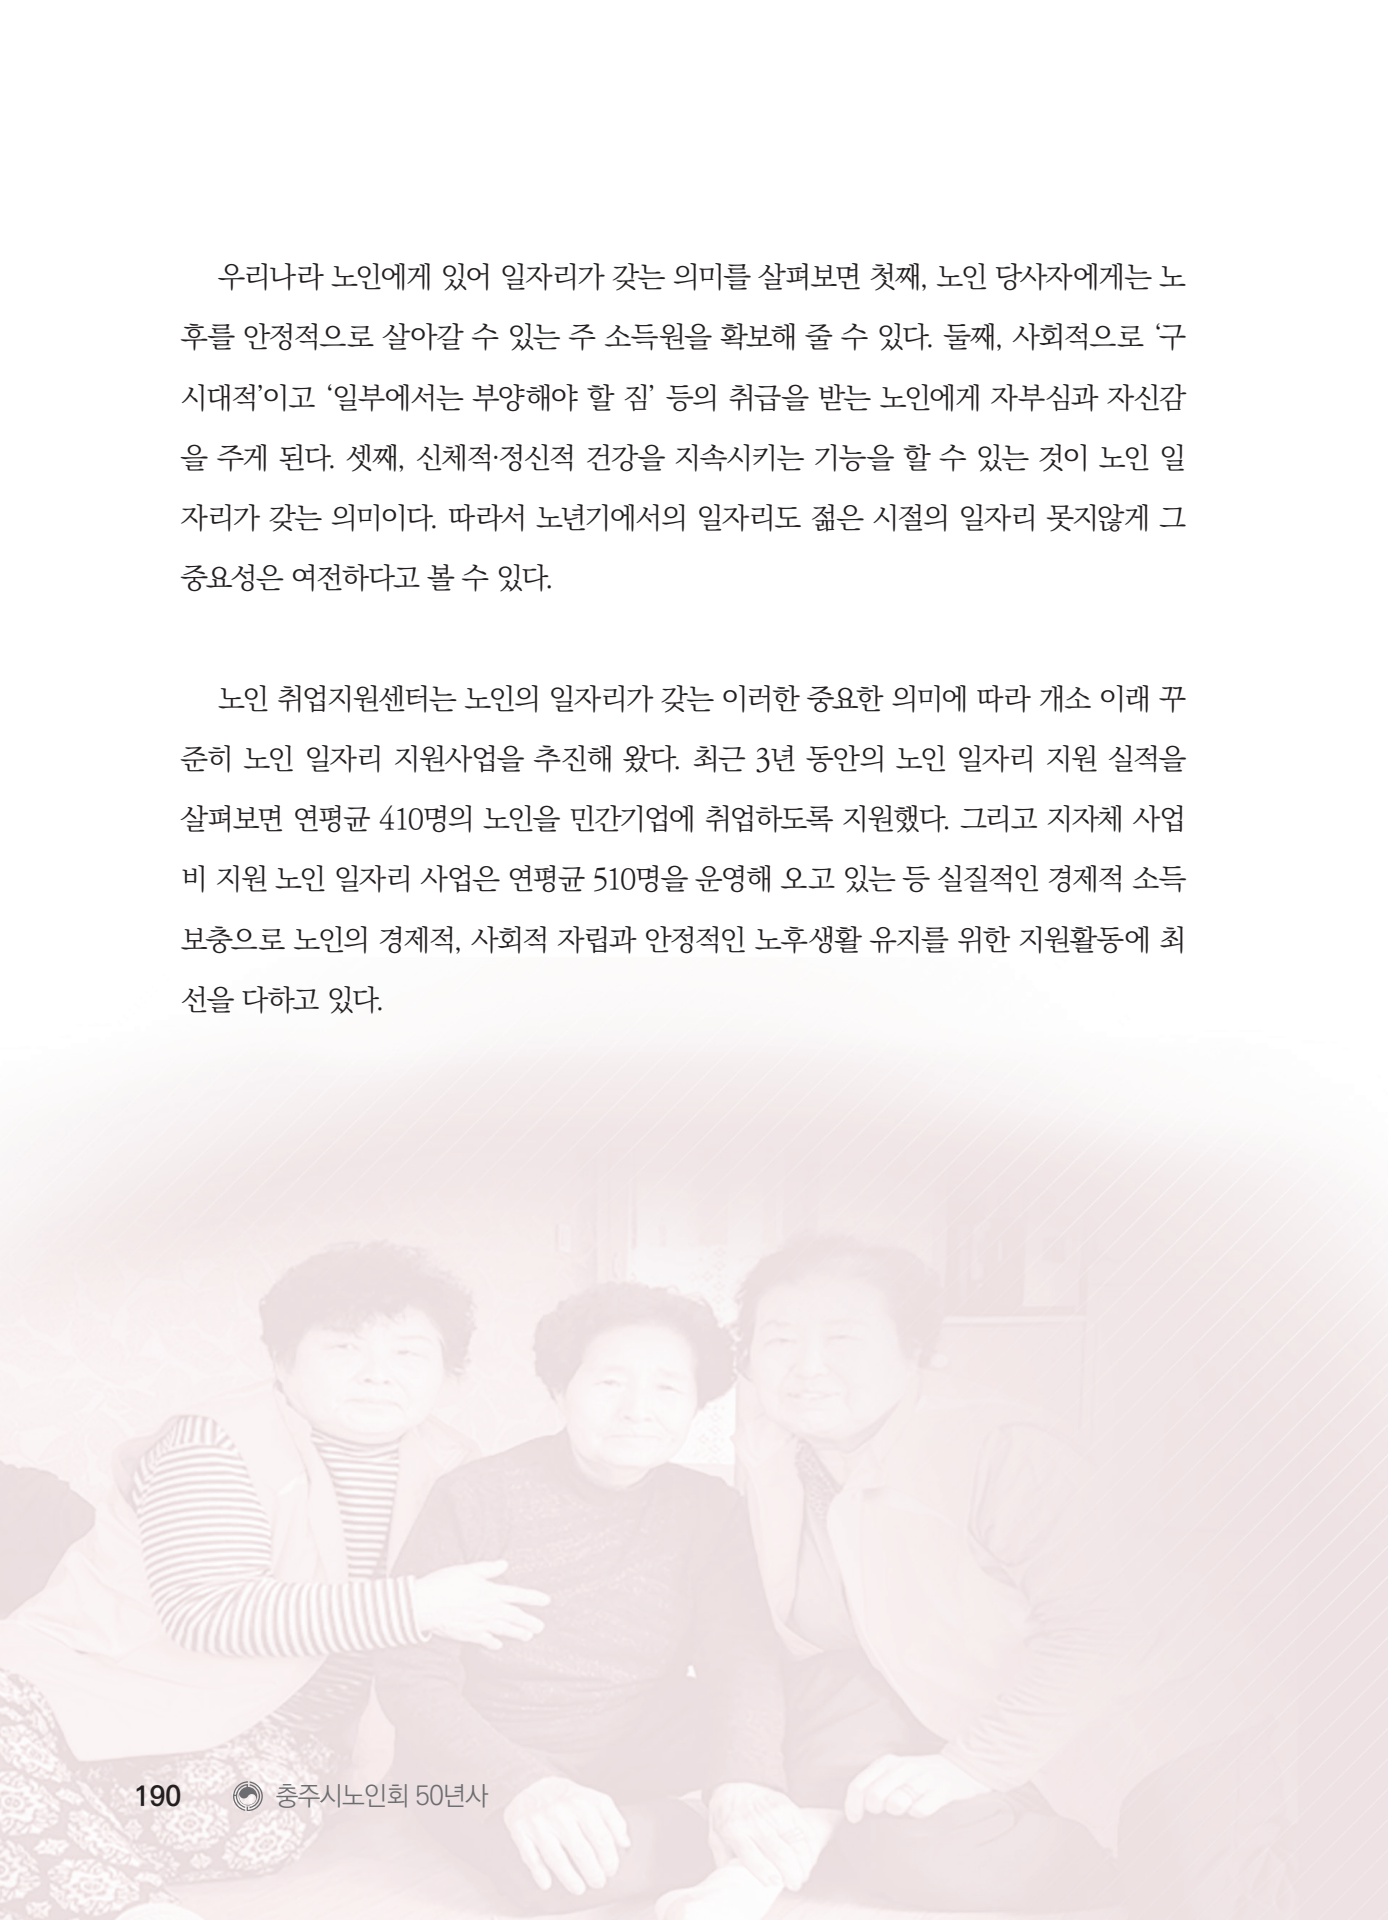 우리나라 노인에게 있어 일자리가 갖는 의미를 살펴보면 첫째, 노인 당사자에게는 노
후를 안정적으로 살아갈 수 있는 주 소득원을 확보해 줄 수 있다. 둘째, 사회적으로 ‘구
시대적’이고 ‘일부에서는 부양해야 할 짐’ 등의 취급을 받는 노인에게 자부심과 자신감
을 주게 된다. 셋째, 신체적·정신적 건강을 지속시키는 기능을 할 수 있는 것이 노인 일
자리가 갖는 의미이다. 따라서 노년기에서의 일자리도 젊은 시절의 일자리 못지않게 그
중요성은 여전하다고 볼 수 있다.
노인 취업지원센터는 노인의 일자리가 갖는 이러한 중요한 의미에 따라 개소 이래 꾸
준히 노인 일자리 지원사업을 추진해 왔다. 최근 3년 동안의 노인 일자리 지원 실적을
살펴보면 연평균 410명의 노인을 민간기업에 취업하도록 지원했다. 그리고 지자체 사업
비 지원 노인 일자리 사업은 연평균 510명을 운영해 오고 있는 등 실질적인 경제적 소득
보충으로 노인의 경제적, 사회적 자립과 안정적인 노후생활 유지를 위한 지원활동에 최
선을 다하고 있다.
190 충주시노인회 50년사